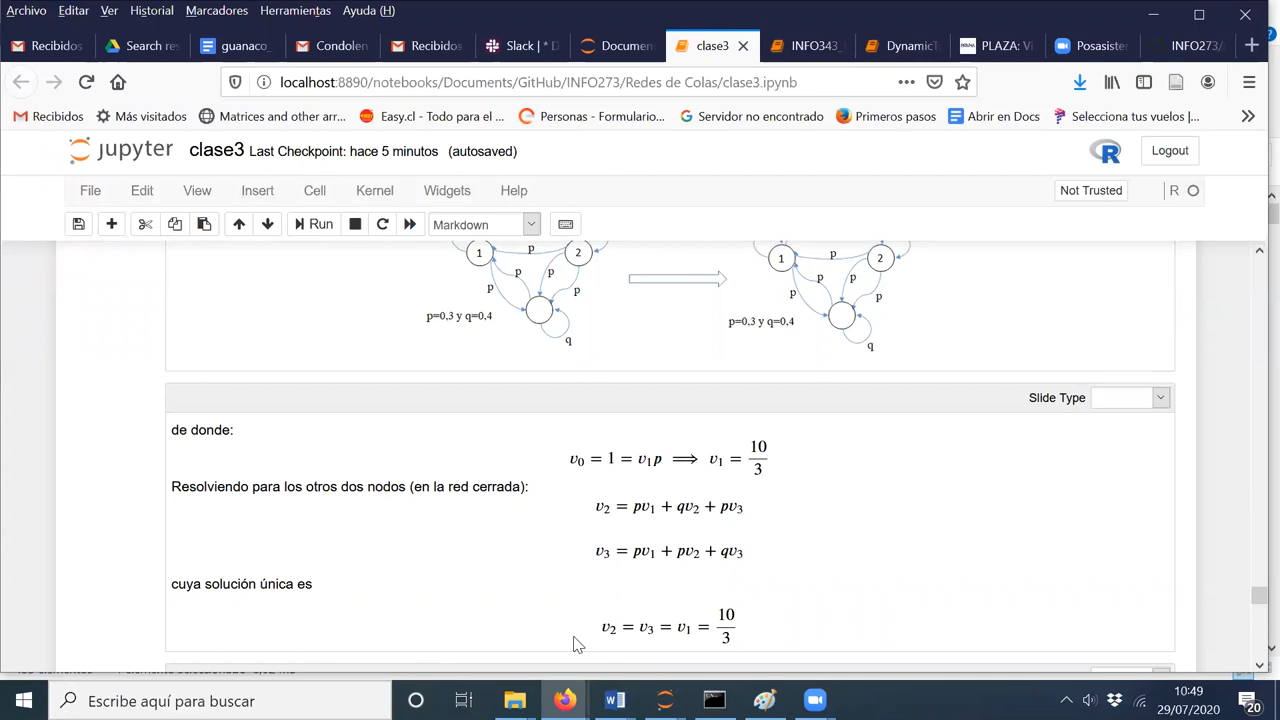 Archivo Editar Ver Historial Marcadores Herramientas Ayuda (H)
Recibidos Search re guanaco_ Condolen Recibidos Slack | * D Documen clase3 INFO343_ DynamicT PLAZA: Vi Posasister INFO273/
localhost:8890/notebooks/Documents/GitHub/INFO273/Redes de Colas/clase3.ipynb
Recibidos Más visitados Matrices and other arr... Easy.cl - Todo para el ... Personas - Formulario... Servidor no encontrado Primeros pasos Abrir en Docs Selecciona tus vuelos |...
jupyter clase3 Last Checkpoint: hace 5 minutos (autosaved) R Logout
File Edit View Insert Cell Kernel Widgets Help Not Trusted R
Run Markdown
p p
1 2 1 2
p p p p
p p p p
p=0,3 y q=0,4 p=0,3 y q=0,4
q q
Slide Type
de donde:
v₀ = 1 = v₁p ⟹ v₁ = 10/3
Resolviendo para los otros dos nodos (en la red cerrada):
v₂ = pv₁ + qv₂ + pv₃
v₃ = pv₁ + pv₂ + qv₃
cuya solución única es
v₂ = v₃ = v₁ = 10/3
Escribe aquí para buscar
10:49
29/07/2020
20